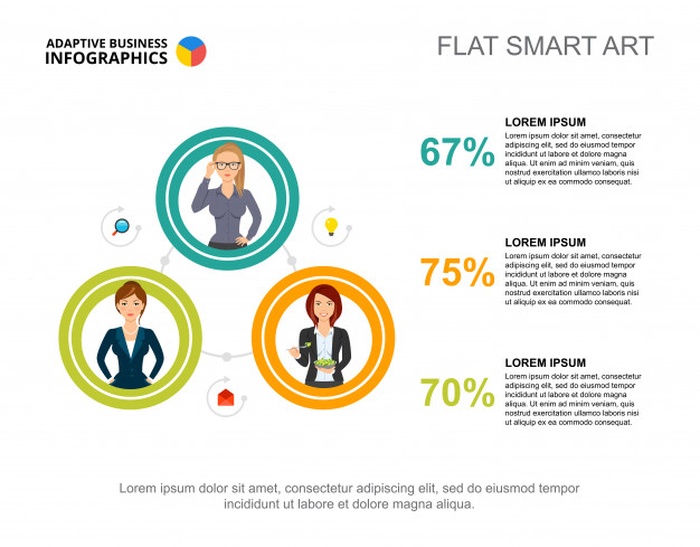 ADAPTIVE BUSINESS
INFOGRAPHICS
FLAT SMART ART
67%
LOREM IPSUM
Lorem ipsum dolor sit amet, consectetur
adipiscing elit, sed do eiusmod tempor
incididunt ut labore et dolore magna
aliqua. Ut enim ad minim veniam, quis
nostrud exercitation ullamco laboris nisi
ut aliquip ex ea commodo consequat.
75%
LOREM IPSUM
Lorem ipsum dolor sit amet, consectetur
adipiscing elit, sed do eiusmod tempor
incididunt ut labore et dolore magna
aliqua. Ut enim ad minim veniam, quis
nostrud exercitation ullamco laboris nisi
ut aliquip ex ea commodo consequat.
70%
LOREM IPSUM
Lorem ipsum dolor sit amet, consectetur
adipiscing elit, sed do eiusmod tempor
incididunt ut labore et dolore magna
aliqua. Ut enim ad minim veniam, quis
nostrud exercitation ullamco laboris nisi
ut aliquip ex ea commodo consequat.
Lorem ipsum dolor sit amet, consectetur adipiscing elit, sed do eiusmod tempor
incididunt ut labore et dolore magna aliqua.